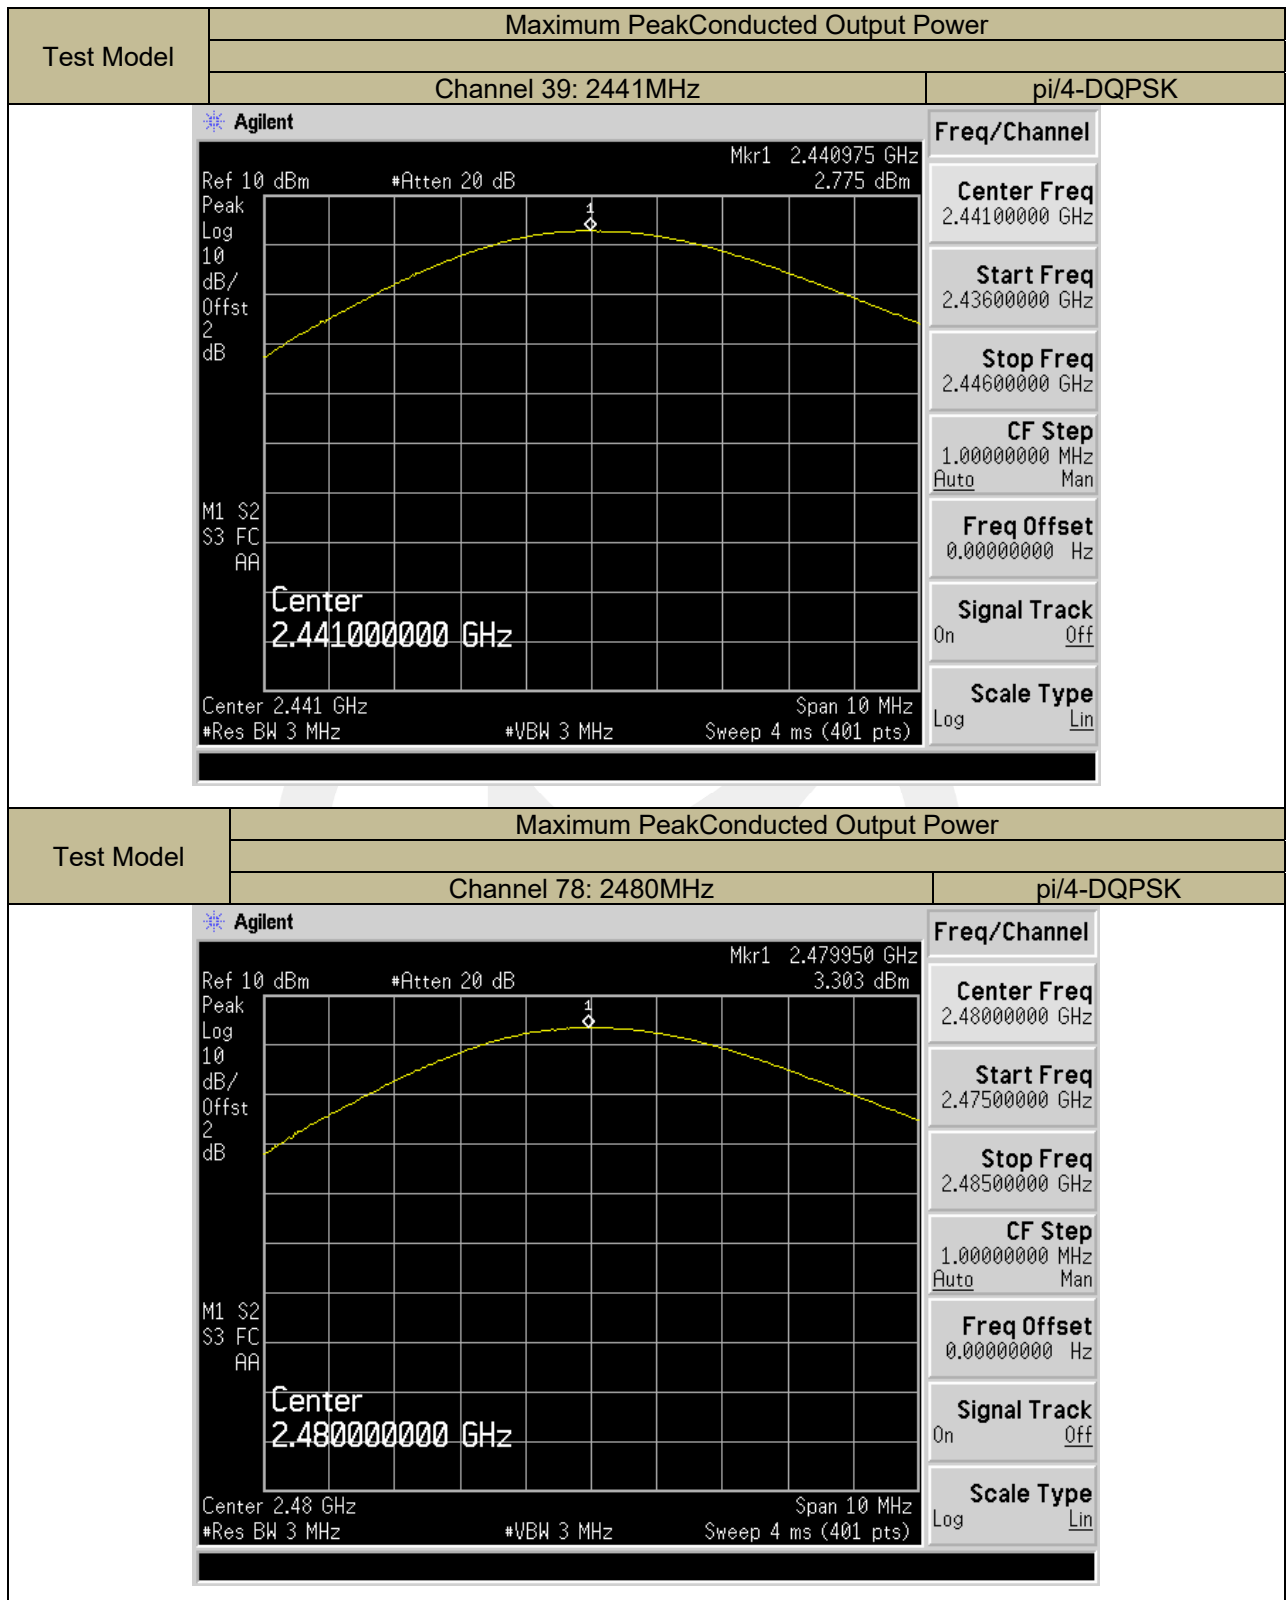 Test Model
Maximum PeakConducted Output Power
Channel 39: 2441MHz
pi/4-DQPSK
Agilent
Freq/Channel
Mkr1 2.440975 GHz
Ref 10 dBm #Atten 20 dB 2.775 dBm
Peak
Log
10
dB/
Offst
2
dB
1
M1 S2
S3 FC
AA
Center
2.441000000 GHz
Center 2.441 GHz Span 10 MHz
#Res BW 3 MHz #VBW 3 MHz Sweep 4 ms (401 pts)
Center Freq
2.44100000 GHz
Start Freq
2.43600000 GHz
Stop Freq
2.44600000 GHz
CF Step
1.00000000 MHz
Auto Man
Freq Offset
0.00000000 Hz
Signal Track
On Off
Scale Type
Log Lin
Test Model
Maximum PeakConducted Output Power
Channel 78: 2480MHz
pi/4-DQPSK
Agilent
Freq/Channel
Mkr1 2.479950 GHz
Ref 10 dBm #Atten 20 dB 3.303 dBm
Peak
Log
10
dB/
Offst
2
dB
1
M1 S2
S3 FC
AA
Center
2.480000000 GHz
Center 2.48 GHz Span 10 MHz
#Res BW 3 MHz #VBW 3 MHz Sweep 4 ms (401 pts)
Center Freq
2.48000000 GHz
Start Freq
2.47500000 GHz
Stop Freq
2.48500000 GHz
CF Step
1.00000000 MHz
Auto Man
Freq Offset
0.00000000 Hz
Signal Track
On Off
Scale Type
Log Lin